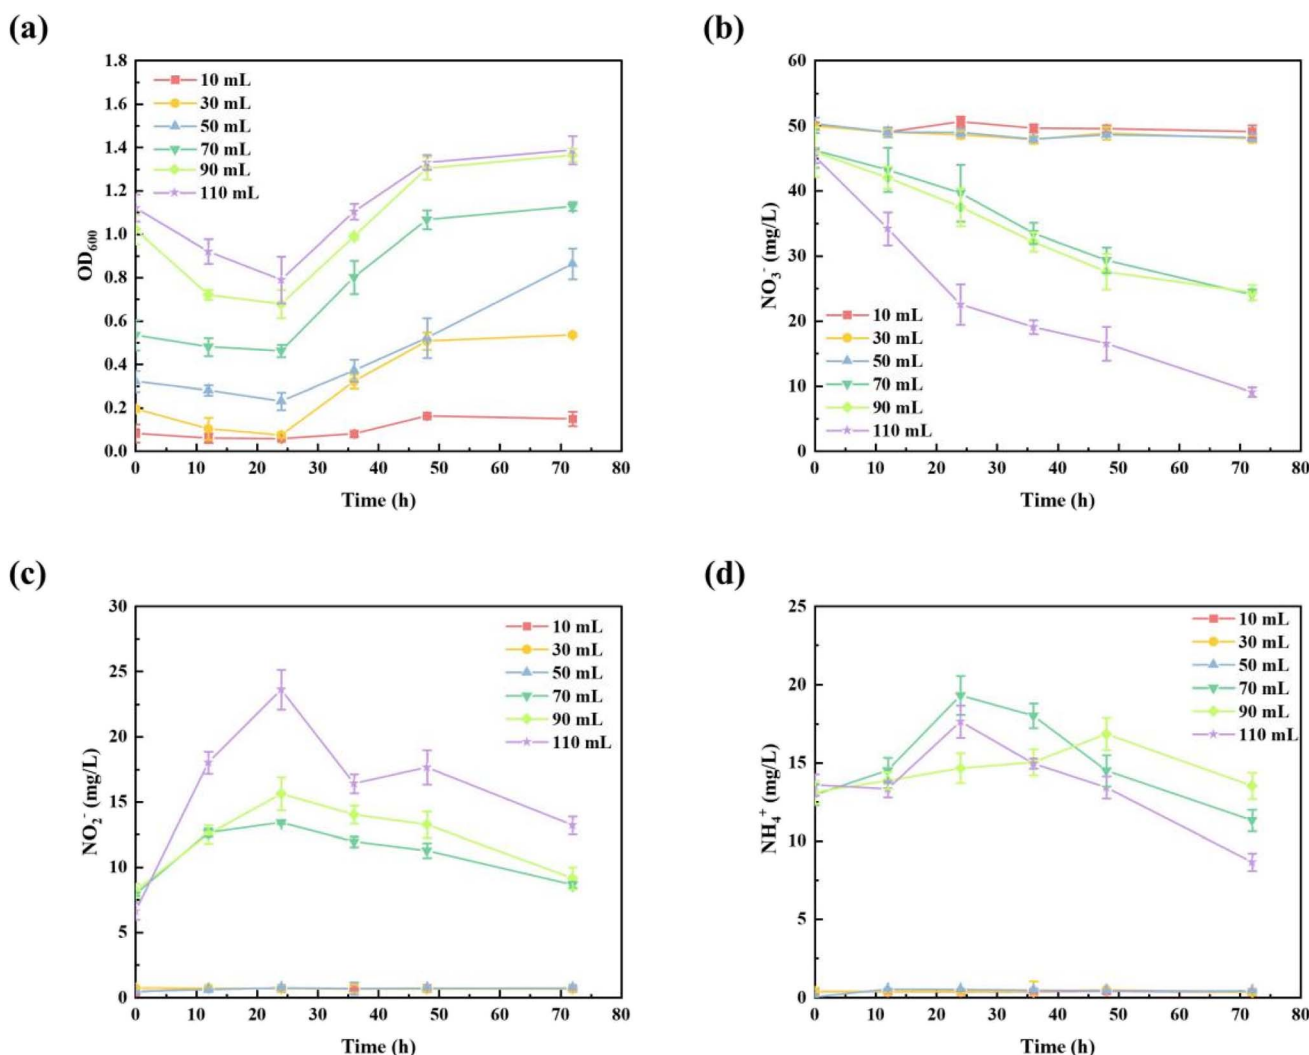 (a)
1.8
1.6
1.4
1.2
1.0
0.8
0.6
0.4
0.2
0.0
OD600
10 mL
30 mL
50 mL
70 mL
90 mL
110 mL
0 10 20 30 40 50 60 70 80
Time (h)
(b)
60
50
40
30
20
10
0
NO3- (mg/L)
10 mL
30 mL
50 mL
70 mL
90 mL
110 mL
0 10 20 30 40 50 60 70 80
Time (h)
(c)
30
25
20
15
10
5
0
NO2- (mg/L)
10 mL
30 mL
50 mL
70 mL
90 mL
110 mL
0 10 20 30 40 50 60 70 80
Time (h)
(d)
25
20
15
10
5
0
NH4+ (mg/L)
10 mL
30 mL
50 mL
70 mL
90 mL
110 mL
0 10 20 30 40 50 60 70 80
Time (h)